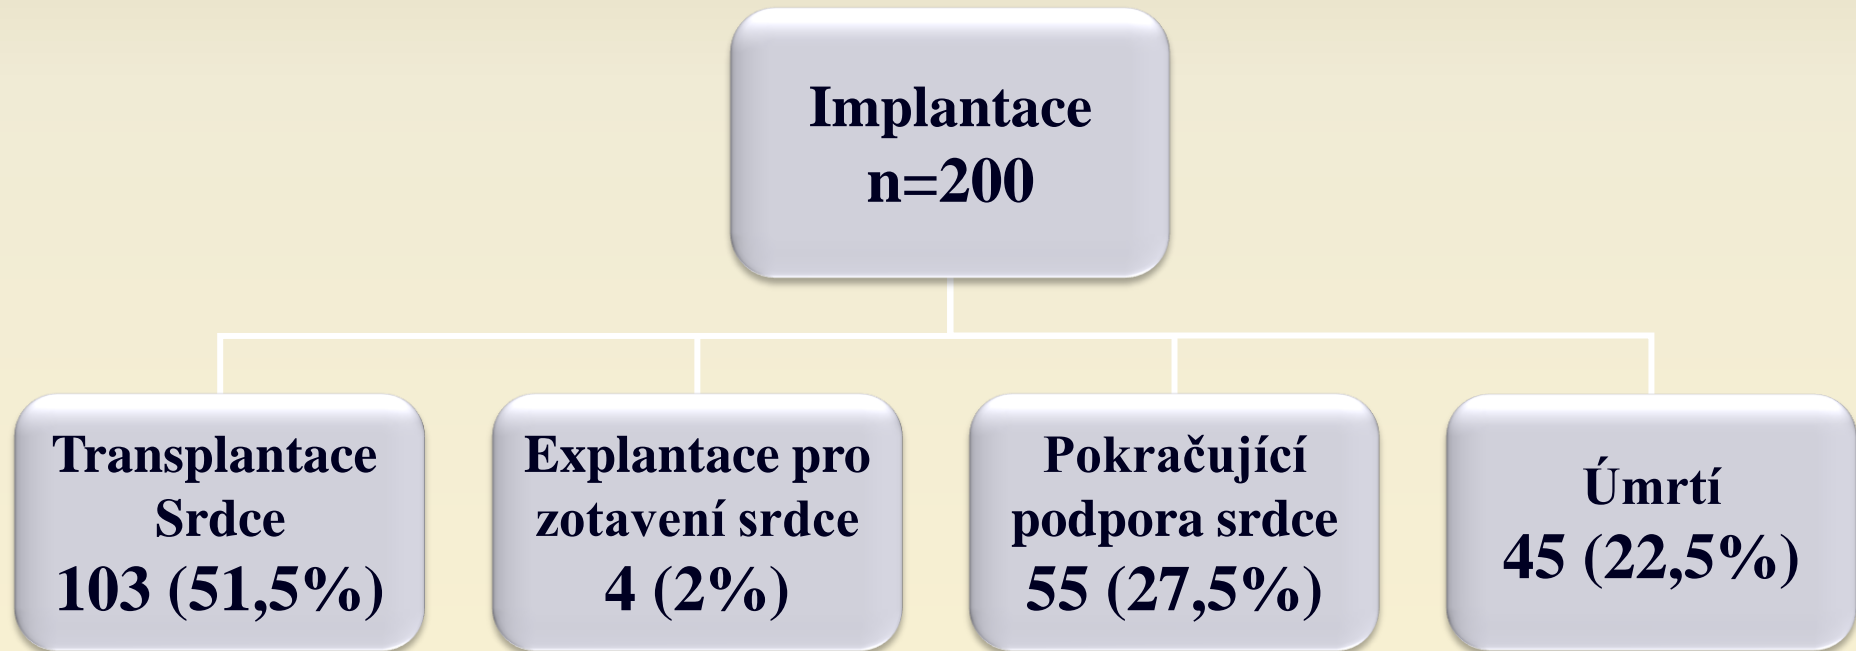 Implantace
n=200
Transplantace
Srdce
103 (51,5%)
Explantace pro
zotavení srdce
4 (2%)
Pokračující
podpora srdce
55 (27,5%)
Úmrtí
45 (22,5%)